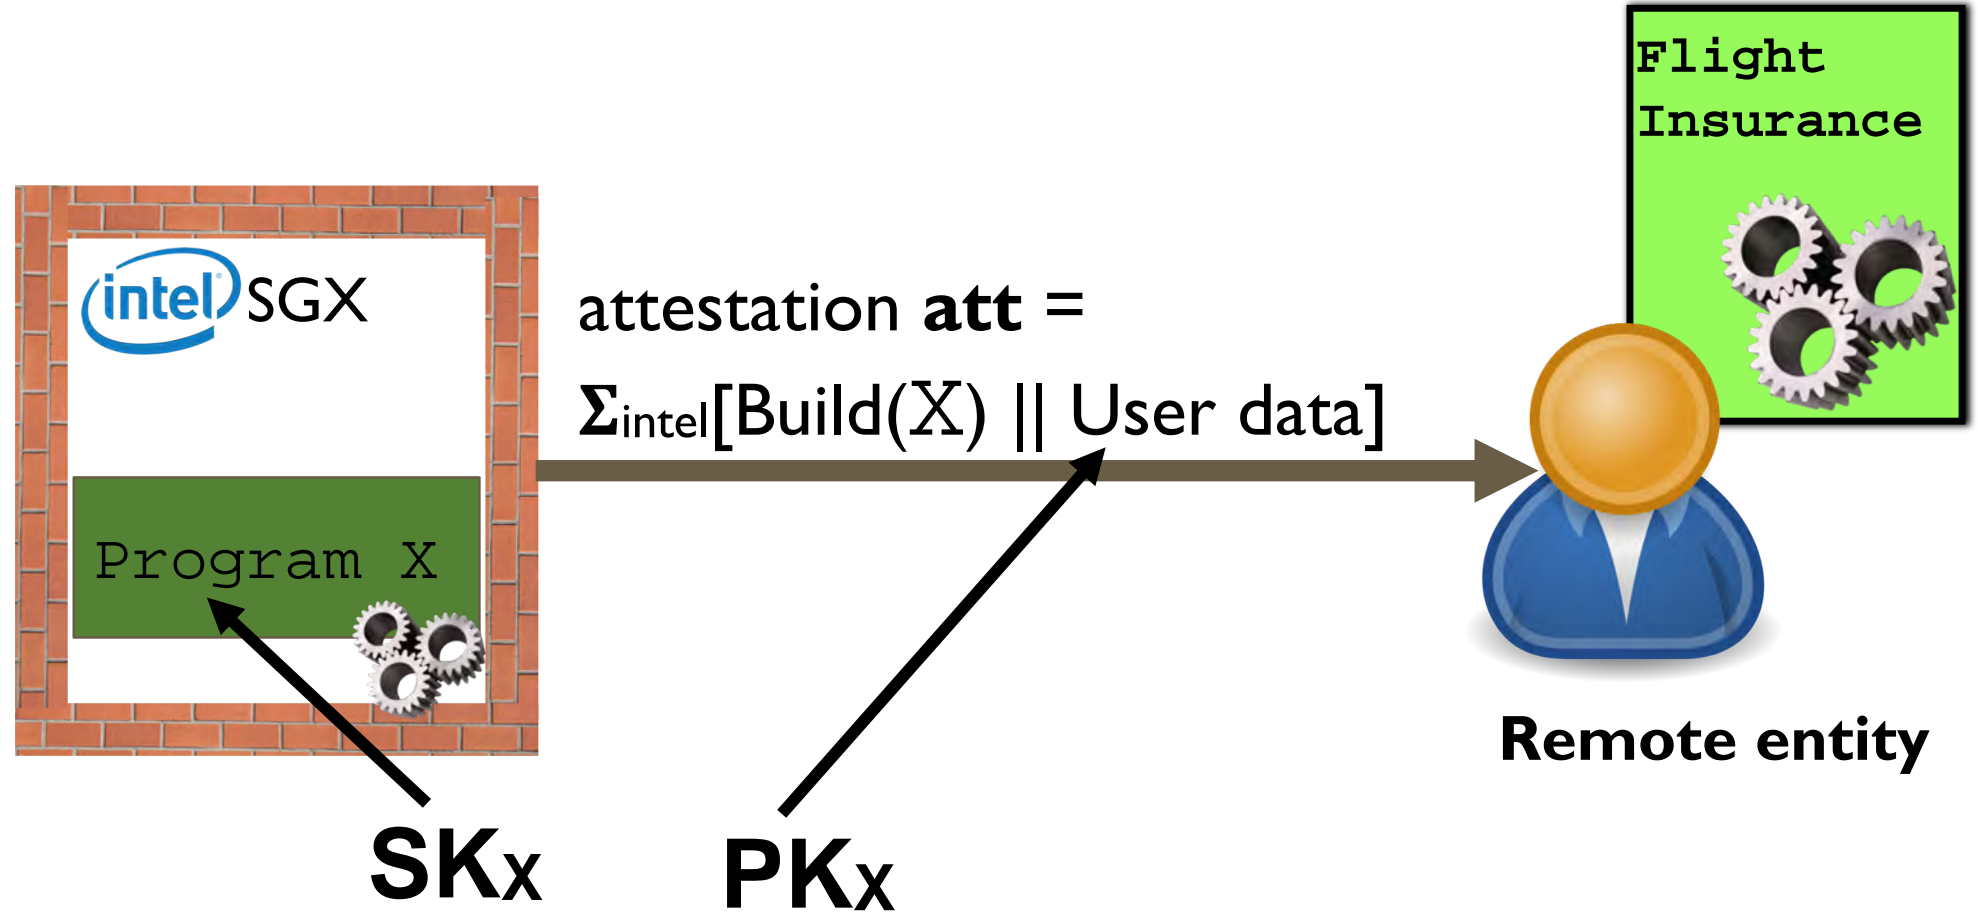 Flight
Insurance
intel SGX
attestation att =
Σintel[Build(X) || User data]
Program X
Remote entity
SKX
PKX